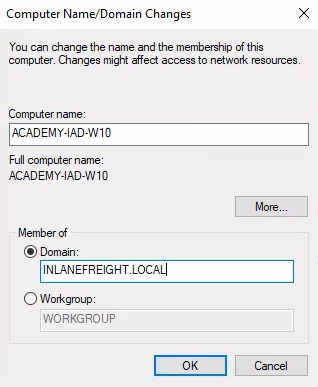 Computer Name/Domain Changes
You can change the name and the membership of this
computer. Changes might affect access to network resources.
Computer name:
ACADEMY-IAD-W10
Full computer name:
ACADEMY-IAD-W10
More...
Member of
Domain:
INLANEFREIGHT.LOCAL
Workgroup:
WORKGROUP
OK
Cancel